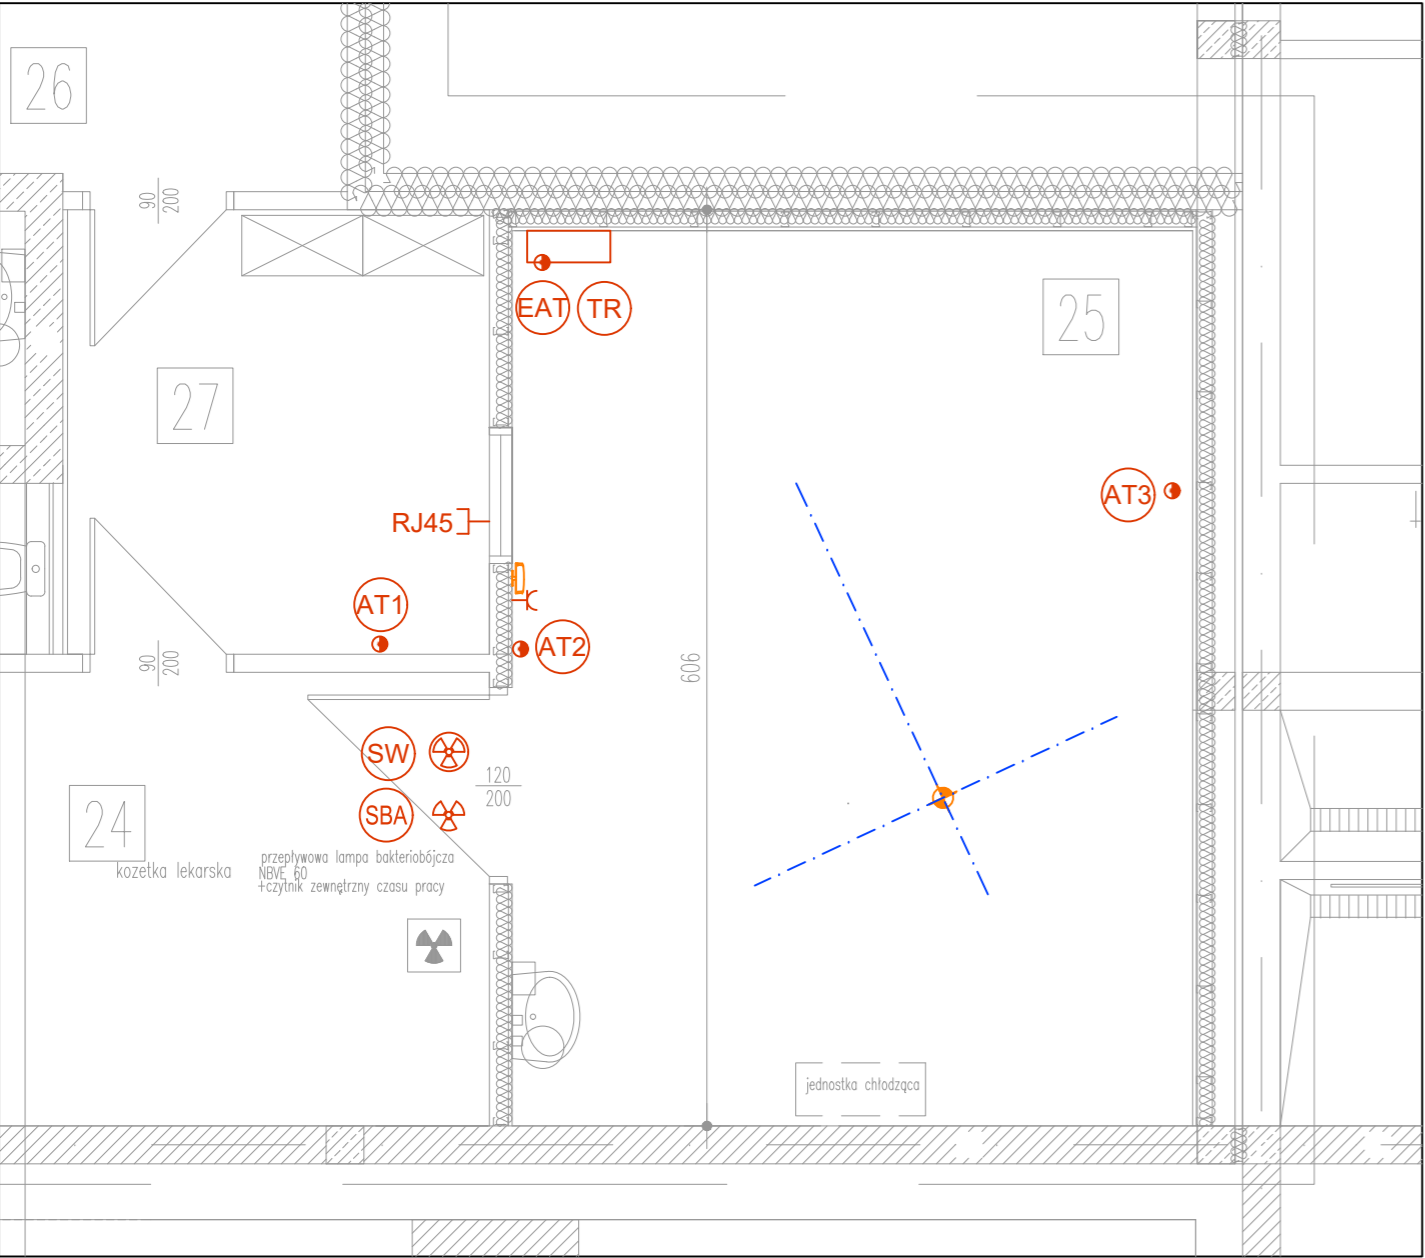 26
90
200
EAT
TR
25
27
AT3
RJ45
AT1
AT2
90
200
606
SW
120
200
SBA
24
kozetka lekarska
przepływowa lampa bakteriobójcza
NBVE 60
+czytnik zewnętrzny czasu pracy
jednostka chłodząca